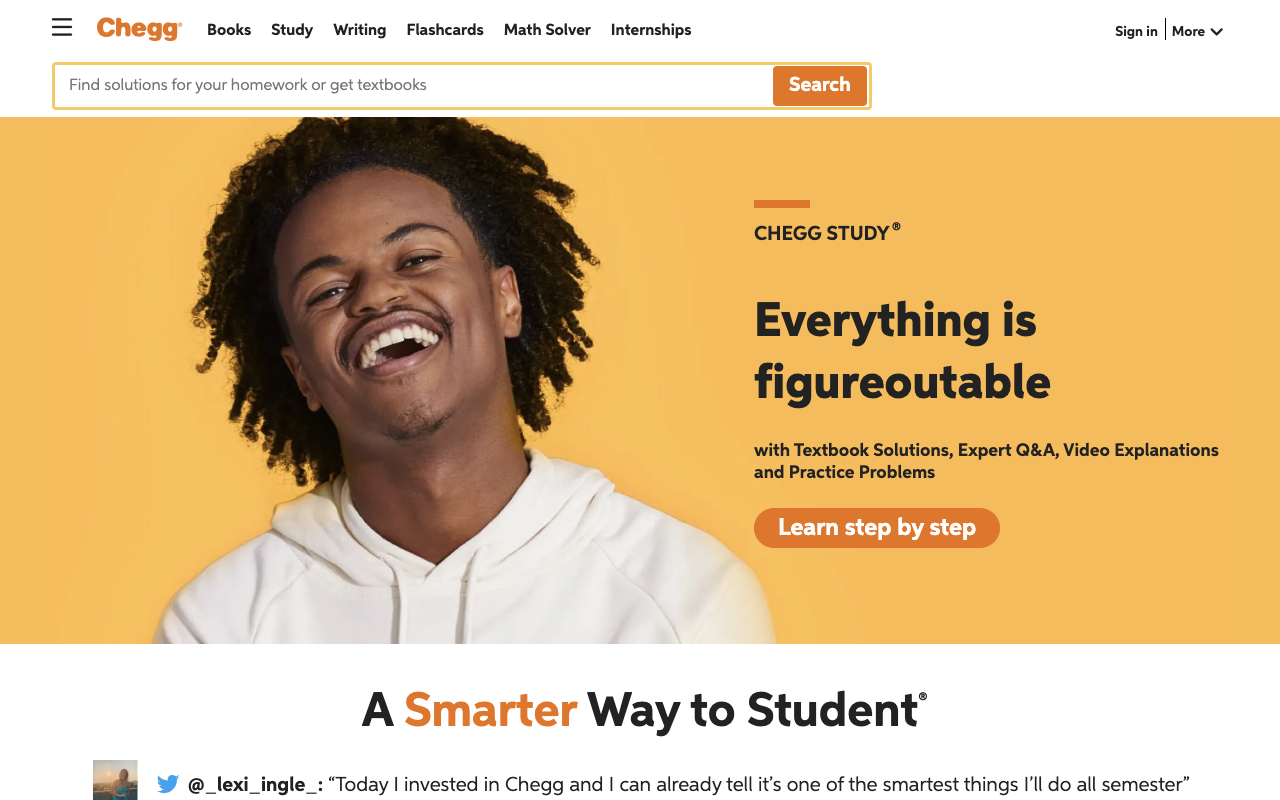 Chegg®
Books Study Writing Flashcards Math Solver Internships
Sign in More
Find solutions for your homework or get textbooks
Search
CHEGG STUDY®
Everything is
figureoutable
with Textbook Solutions, Expert Q&A, Video Explanations
and Practice Problems
Learn step by step
A Smarter Way to Student®
@_lexi_ingle_: “Today I invested in Chegg and I can already tell it’s one of the smartest things I’ll do all semester”